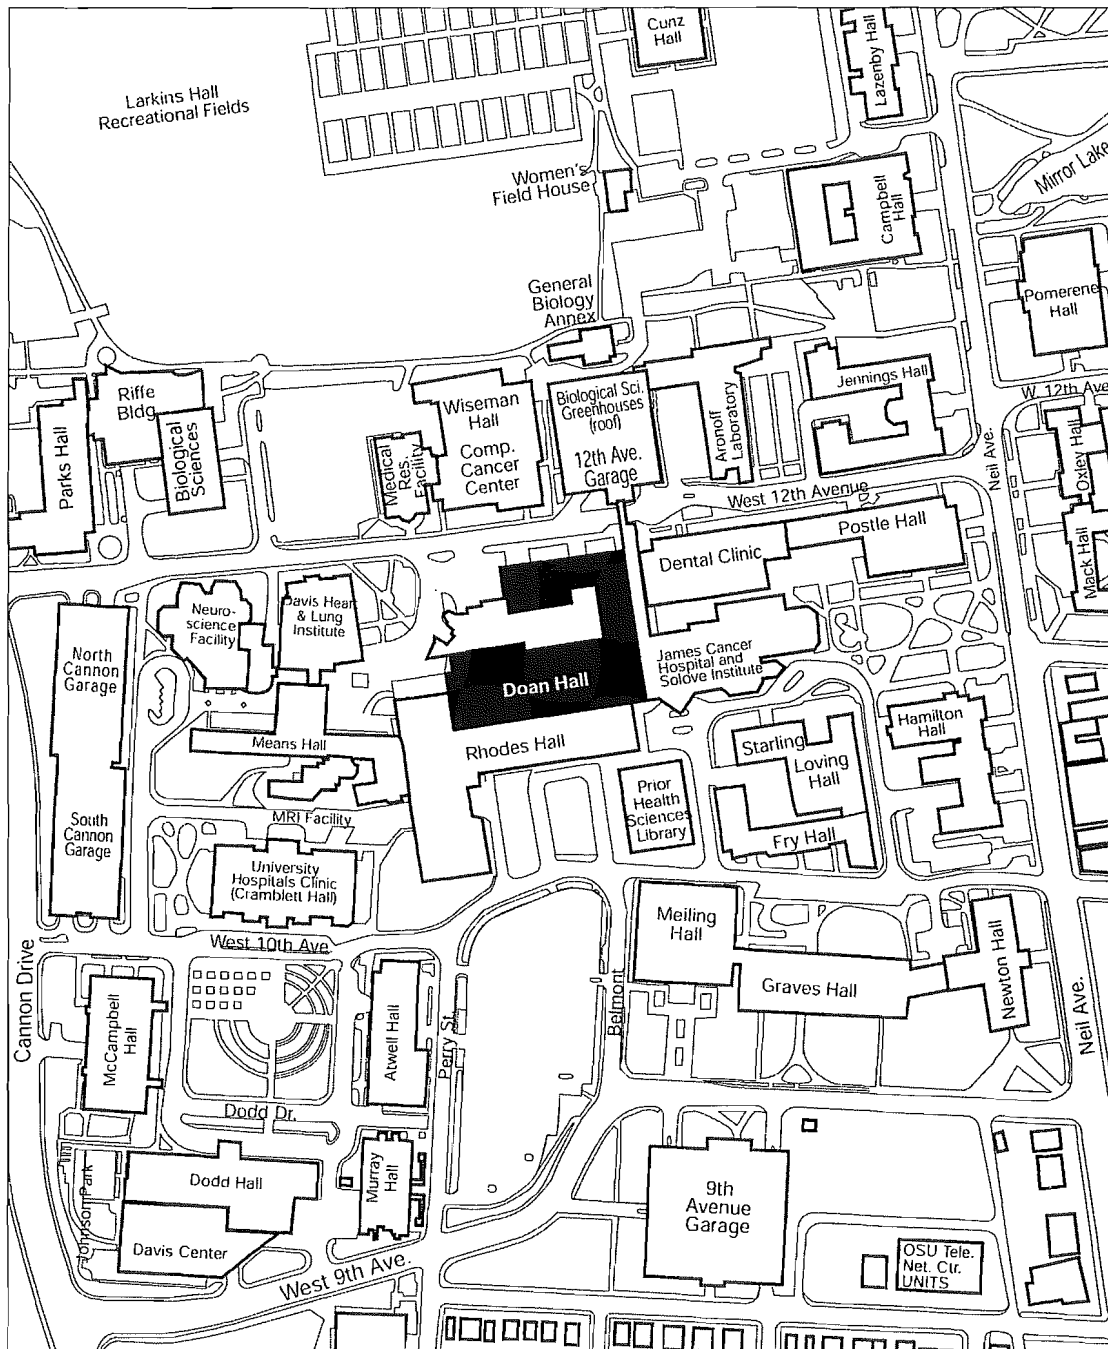 Cunz
Hall
Lazenby Hall
Larkins Hall
Recreational Fields
Women's
Field House
Mirror Lake
Campbell
Hall
General
Biology
Annex
Pomerene
Hall
Riffe
Bldg.
Parks Hall
Biological
Sciences
Wiseman
Hall
Comp.
Cancer
Center
Medical
Res.
Facility
Biological Sci.
Greenhouses
(roof)
12th Ave.
Garage
Aronoff
Laboratory
Jennings Hall
W. 12th Ave
Oxley Hall
Neil Ave.
West 12th Avenue
Mack Hall
Postle Hall
Dental Clinic
Neuro-
science
Facility
Davis Heart
& Lung
Institute
North
Cannon
Garage
James Cancer
Hospital and
Solove Institute
Doan Hall
Rhodes Hall
Means Hall
Hamilton
Hall
Starling
Loving
Hall
Prior
Health
Sciences
Library
Fry Hall
South
Cannon
Garage
MRI Facility
University
Hospitals Clinic
(Cramblett Hall)
West 10th Ave
Meiling
Hall
Graves Hall
Newton Hall
Cannon Drive
McCampbell
Hall
Atwell Hall
Perry St.
Belmont
Neil Ave.
Dodd Dr.
Dodd Hall
Murray
Hall
Johnson Park
Davis Center
West 9th Ave.
9th
Avenue
Garage
OSU Tele.
Net. Ctr.
UNITS